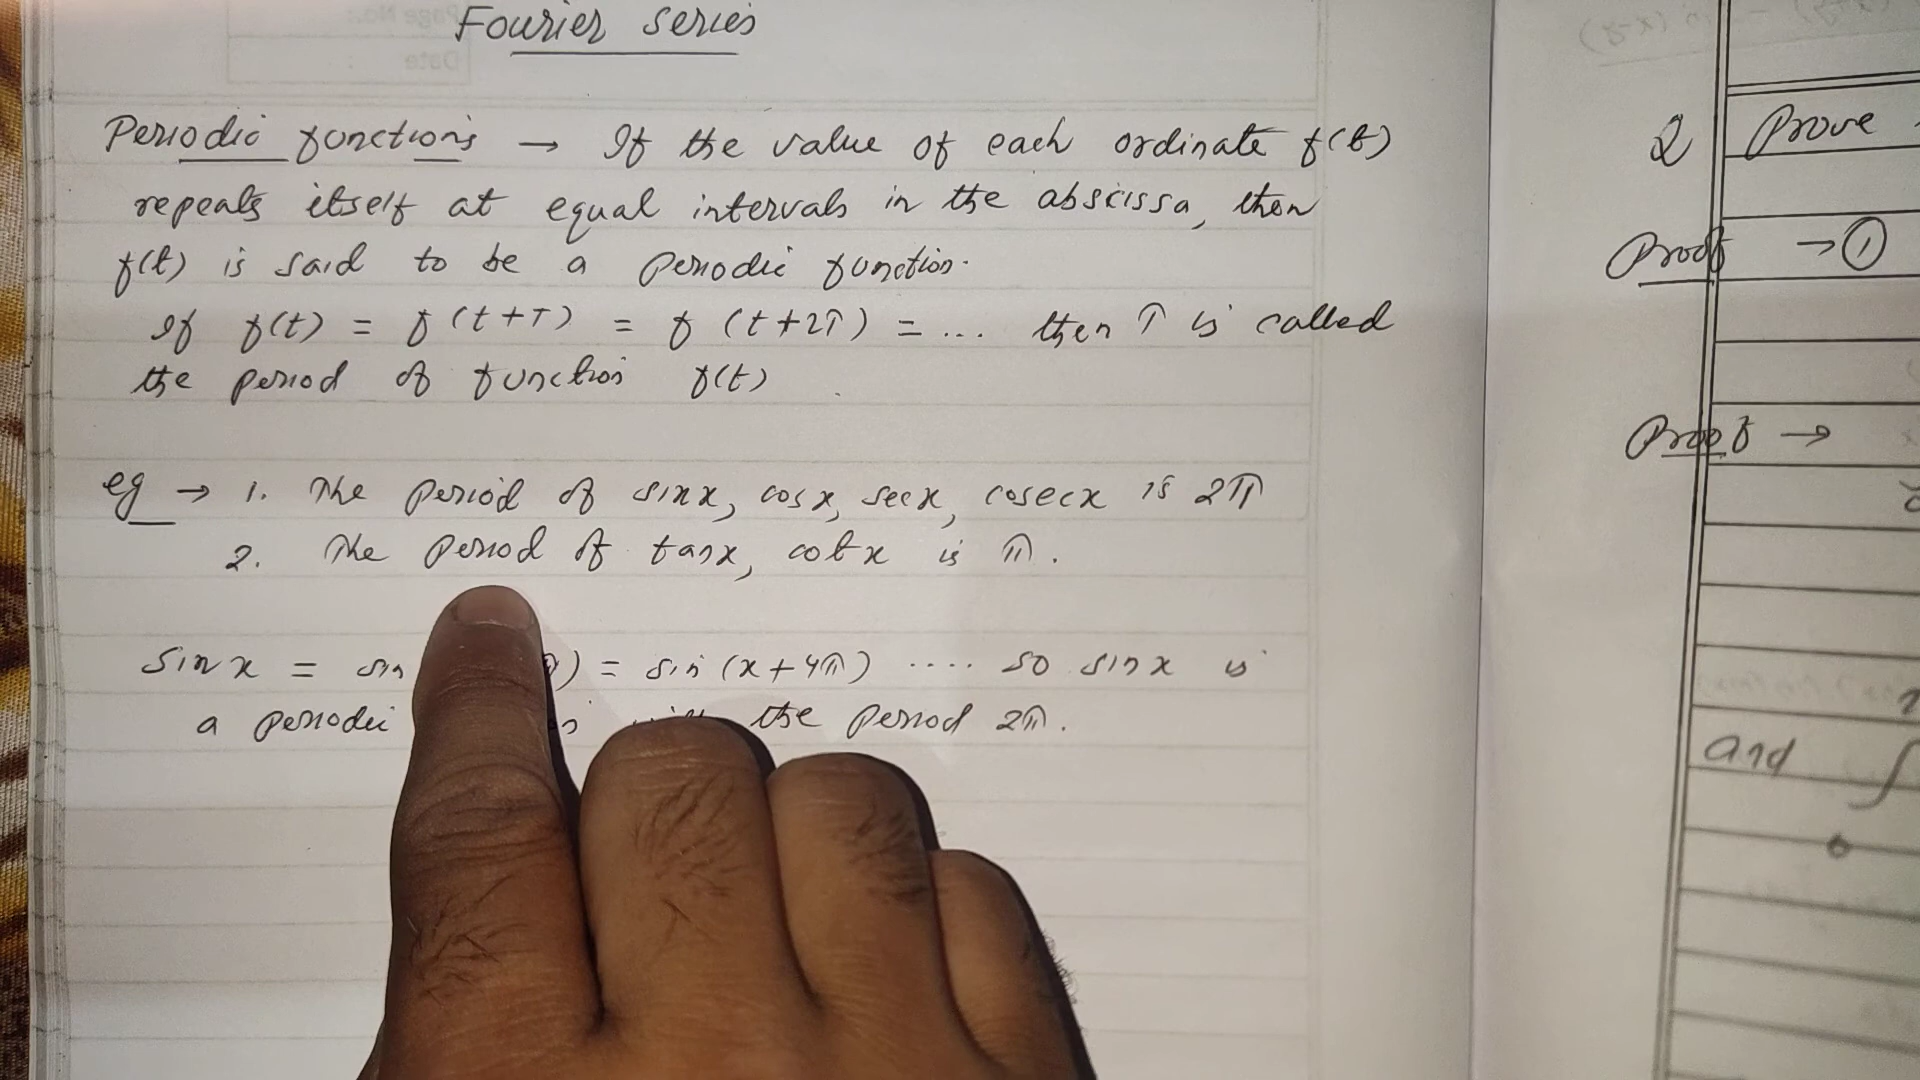 Fourier series
Periodic functions → If the value of each ordinate f(t)
repeats itself at equal intervals in the abscissa, then
f(t) is said to be a periodic function.
If f(t) = f(t+T) = f(t+2T) = ... then T is called
the period of function f(t)
eg → 1. The period of sinx, cosx, secx, cosecx is 2π
2. The period of tanx, cotx is π.
sinx = sin π) = sin(x+4π) .... so sinx is
a periodic the period 2π.
2 Prove
Proof → ①
Proof →
and ∫